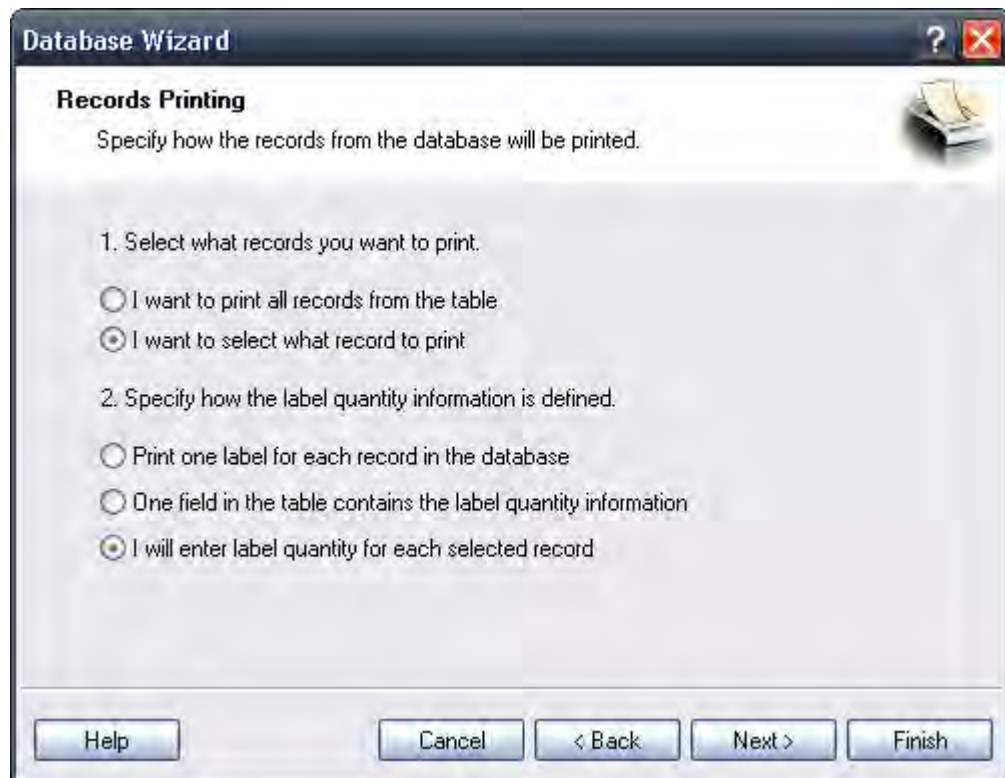 Database Wizard
?
Records Printing
Specify how the records from the database will be printed.
1. Select what records you want to print.
I want to print all records from the table
I want to select what record to print
2. Specify how the label quantity information is defined.
Print one label for each record in the database
One field in the table contains the label quantity information
I will enter label quantity for each selected record
Help Cancel < Back Next > Finish